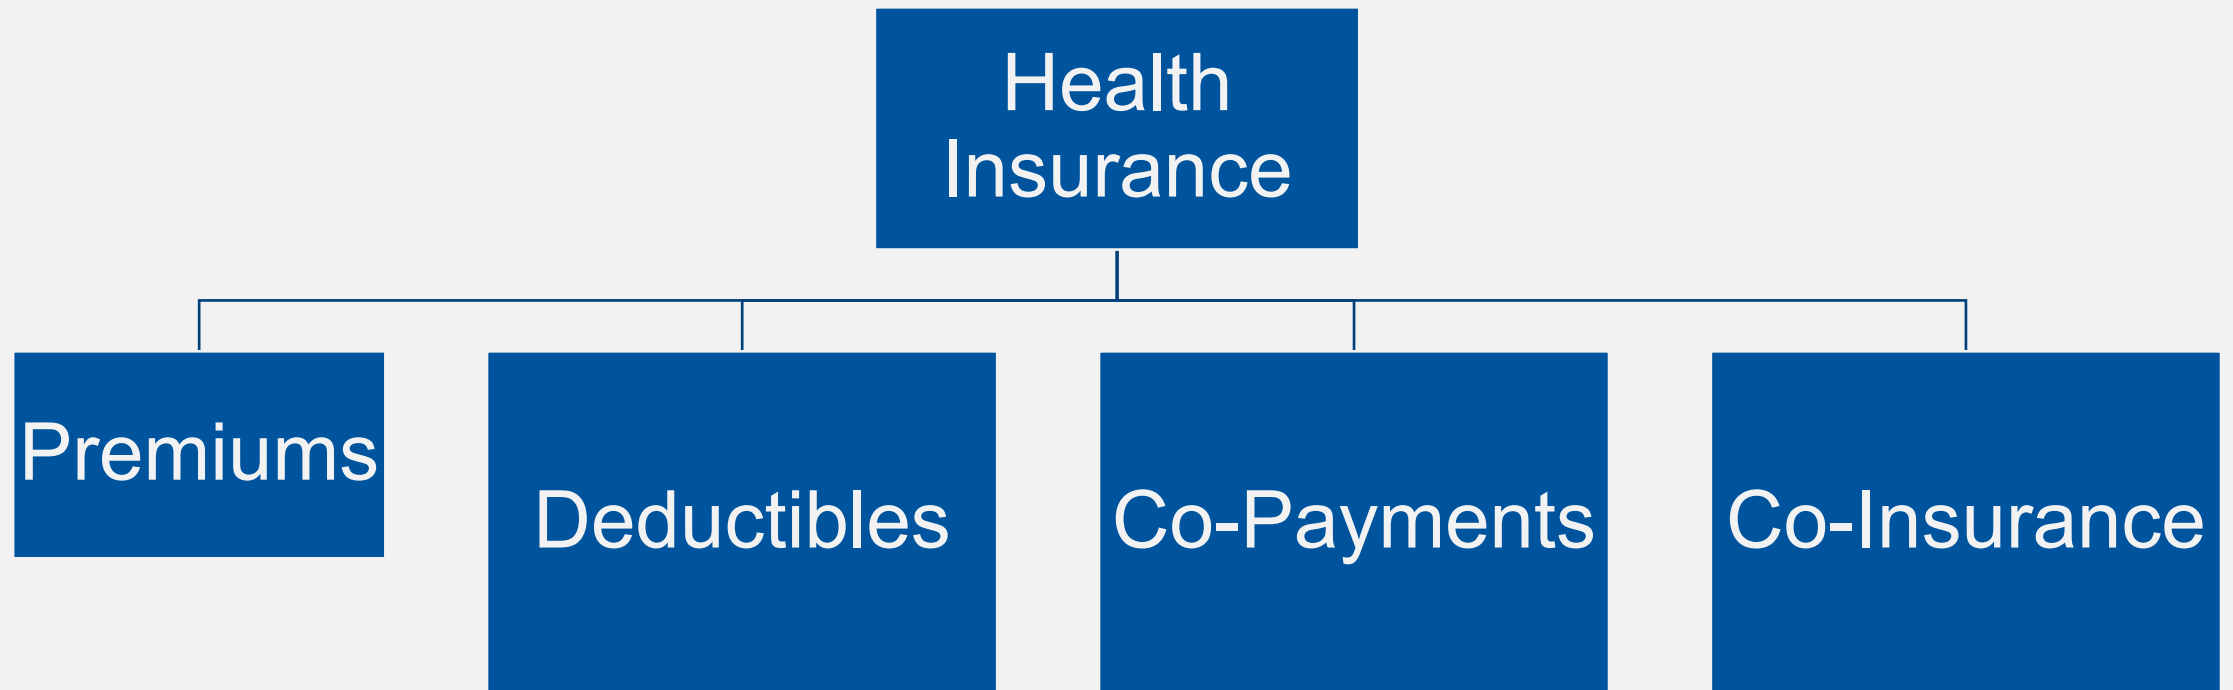 Health
Insurance
Premiums
Deductibles
Co-Payments
Co-Insurance